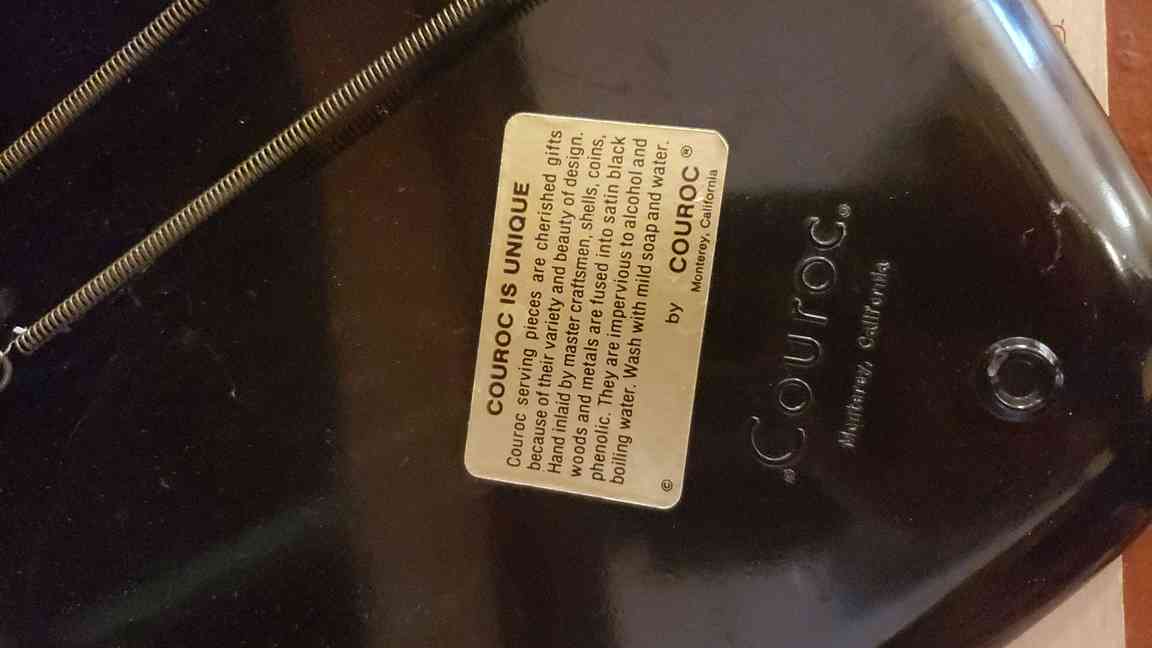 COUROC IS UNIQUE
Couroc serving pieces are cherished gifts
because of their variety and beauty of design.
Hand inlaid by master craftsmen, shells, coins,
woods and metals are fused into satin black
phenolic. They are impervious to alcohol and
boiling water. Wash with mild soap and water.
by COUROC ®
© Monterey, California
Couroc®
Monterey, California